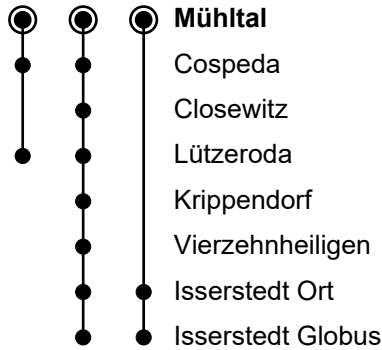 Mühltal
Cospeda
Closewitz
Lützeroda
Krippendorf
Vierzehnheiligen
Isserstedt Ort
Isserstedt Globus